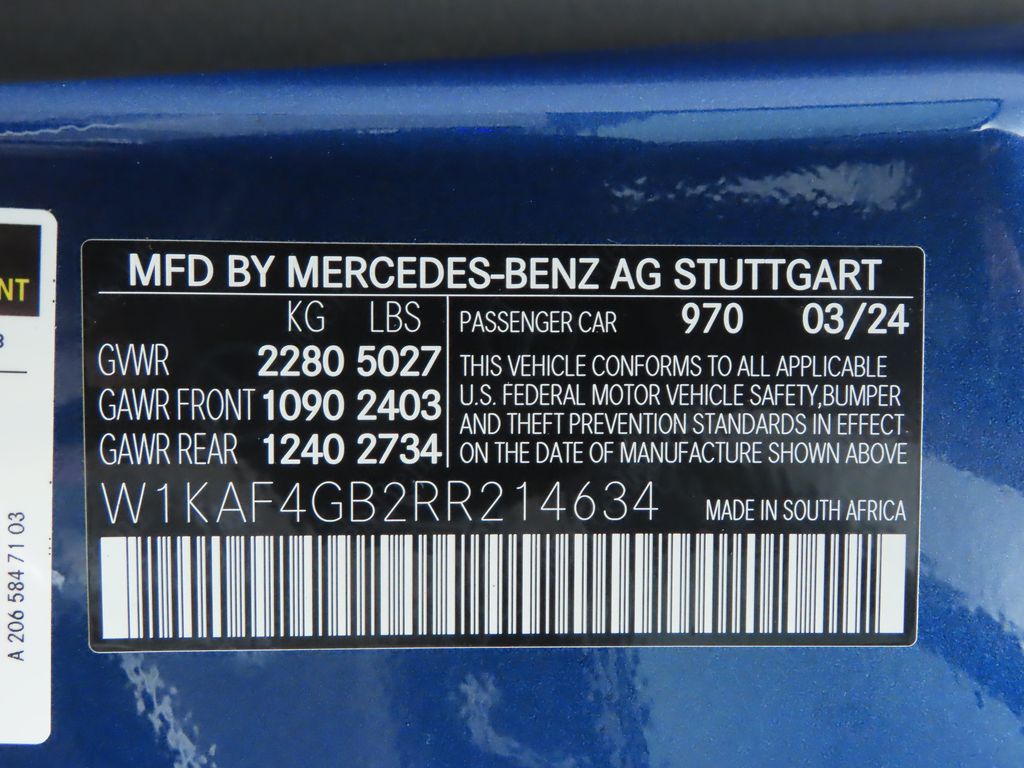 MFD BY MERCEDES-BENZ AG STUTTGART
KG LBS
GVWR 2280 5027
GAWR FRONT 1090 2403
GAWR REAR 1240 2734
PASSENGER CAR 970 03/24
THIS VEHICLE CONFORMS TO ALL APPLICABLE
U.S. FEDERAL MOTOR VEHICLE SAFETY,BUMPER
AND THEFT PREVENTION STANDARDS IN EFFECT
ON THE DATE OF MANUFACTURE SHOWN ABOVE
W1KAF4GB2RR214634
MADE IN SOUTH AFRICA
A 206 584 71 03